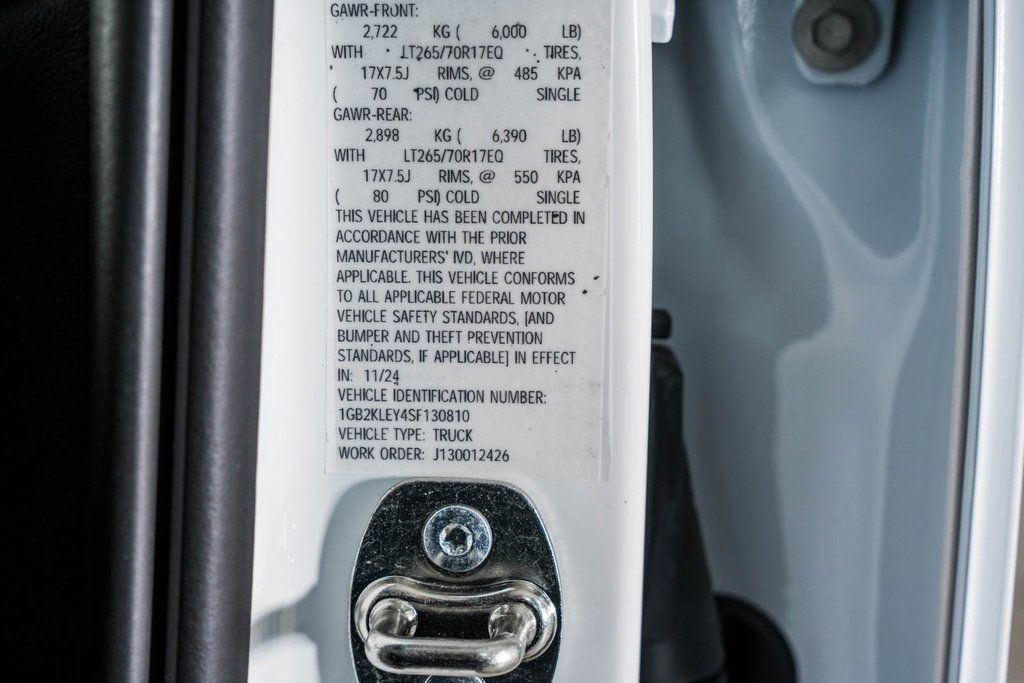 GAWR-FRONT:
2,722 KG ( 6,000 LB)
WITH LT265/70R17EQ TIRES,
17X7.5J RIMS, @ 485 KPA
( 70 PSI) COLD SINGLE
GAWR-REAR:
2,898 KG ( 6,390 LB)
WITH LT265/70R17EQ TIRES,
17X7.5J RIMS, @ 550 KPA
( 80 PSI) COLD SINGLE
THIS VEHICLE HAS BEEN COMPLETED IN
ACCORDANCE WITH THE PRIOR
MANUFACTURERS' IVD, WHERE
APPLICABLE. THIS VEHICLE CONFORMS
TO ALL APPLICABLE FEDERAL MOTOR
VEHICLE SAFETY STANDARDS, [AND
BUMPER AND THEFT PREVENTION
STANDARDS, IF APPLICABLE] IN EFFECT
IN: 11/24
VEHICLE IDENTIFICATION NUMBER:
1GB2KLEY4SF130810
VEHICLE TYPE: TRUCK
WORK ORDER: J130012426